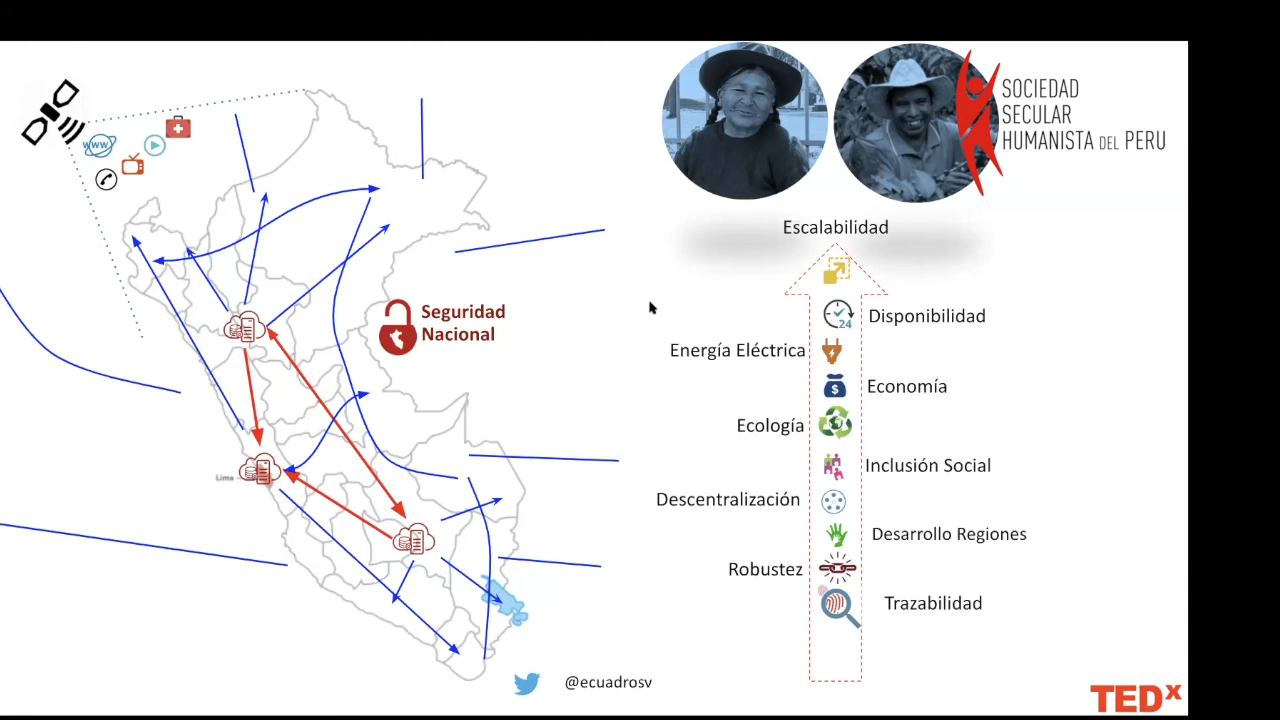 SOCIEDAD
SECULAR
HUMANISTA DEL PERU
www
Escalabilidad
Seguridad
Nacional
24
Disponibilidad
Energía Eléctrica
$
Economía
Ecología
Inclusión Social
Lima
Descentralización
Desarrollo Regiones
Robustez
Trazabilidad
@ecuadrosv
TEDx